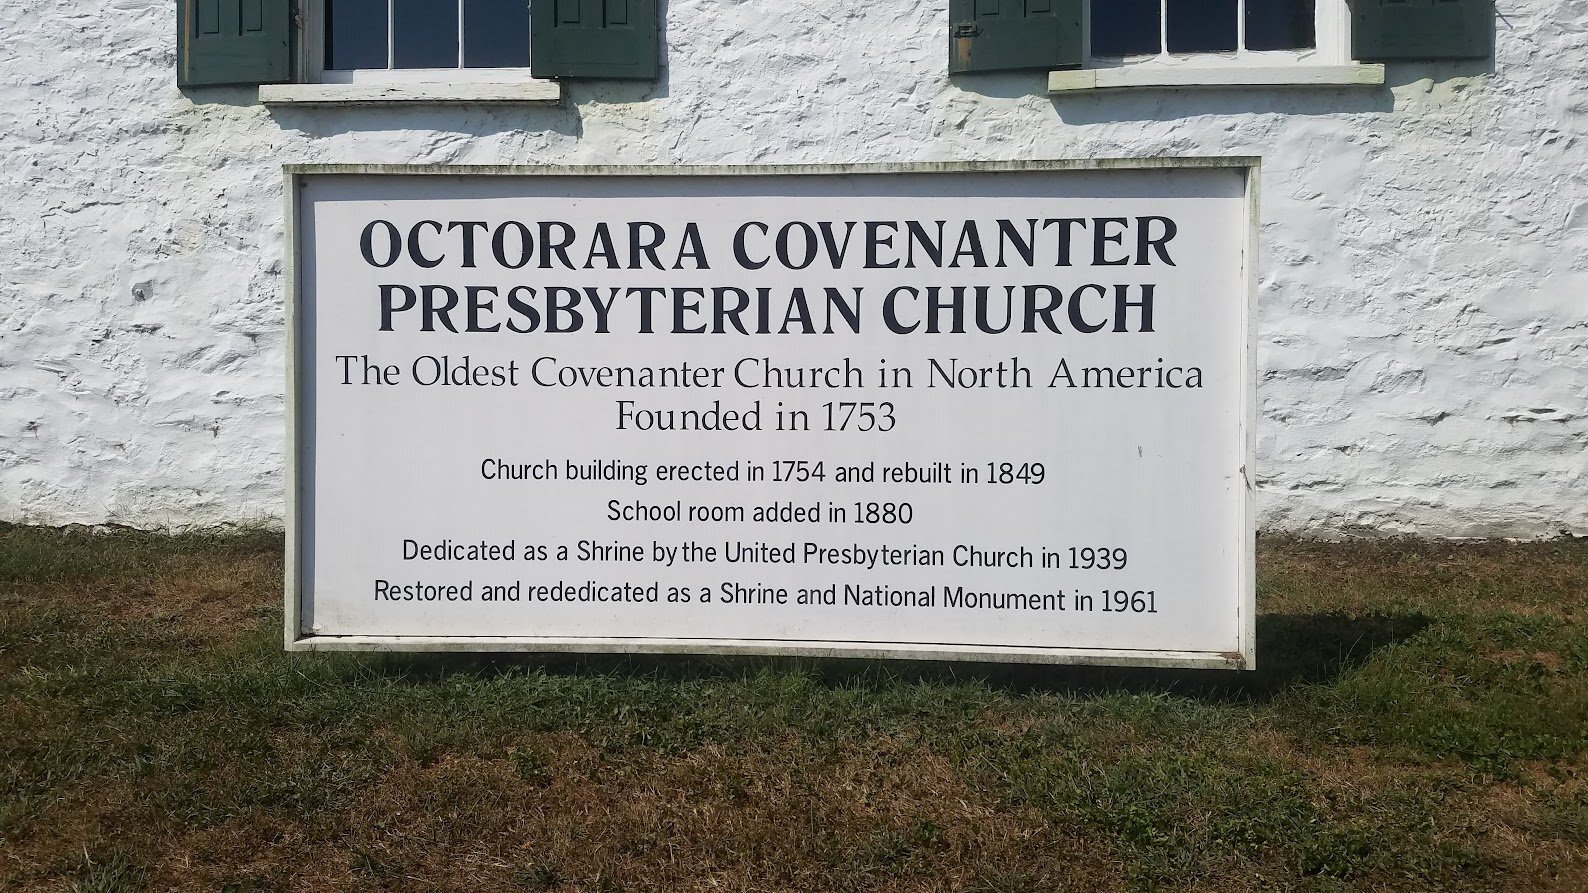 OCTORARA COVENANTER
PRESBYTERIAN CHURCH
The Oldest Covenanter Church in North America
Founded in 1753
Church building erected in 1754 and rebuilt in 1849
School room added in 1880
Dedicated as a Shrine by the United Presbyterian Church in 1939
Restored and rededicated as a Shrine and National Monument in 1961